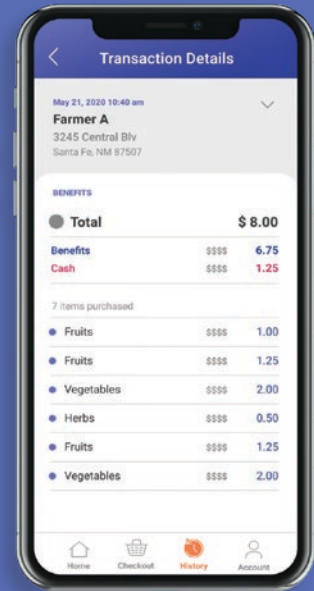 Transaction Details
May 21, 2020 10:40 am
Farmer A
3245 Central Blv
Santa Fe, NM 87507
BENEFITS
Total $ 8.00
Benefits $$$$ 6.75
Cash $$$$ 1.25
7 items purchased
Fruits $$$$ 1.00
Fruits $$$$ 1.25
Vegetables $$$$ 2.00
Herbs $$$$ 0.50
Fruits $$$$ 1.25
Vegetables $$$$ 2.00
Home Checkout History Account